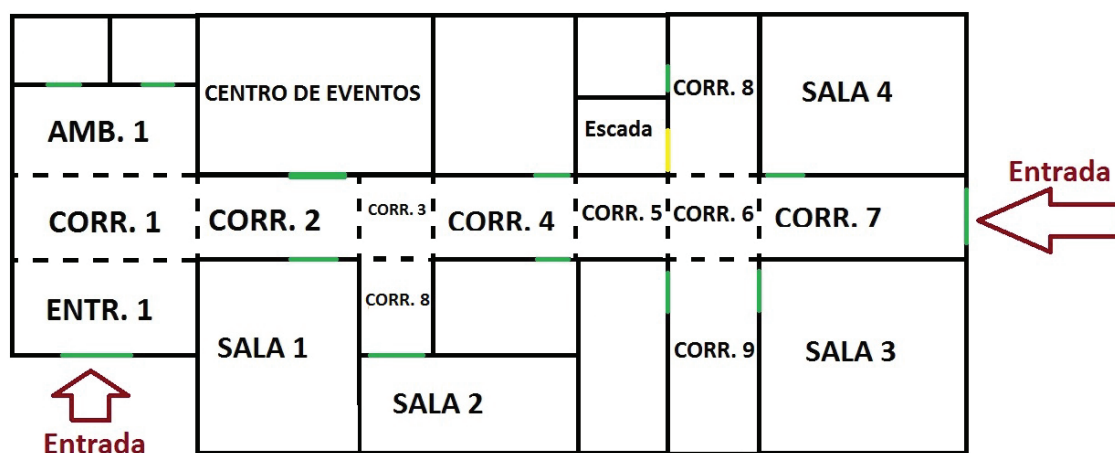 CENTRO DE EVENTOS
CORR. 8
SALA 4
AMB. 1
Escada
Entrada
CORR. 1
CORR. 2
CORR. 3
CORR. 4
CORR. 5
CORR. 6
CORR. 7
ENTR. 1
CORR. 8
SALA 1
CORR. 9
SALA 3
SALA 2
Entrada